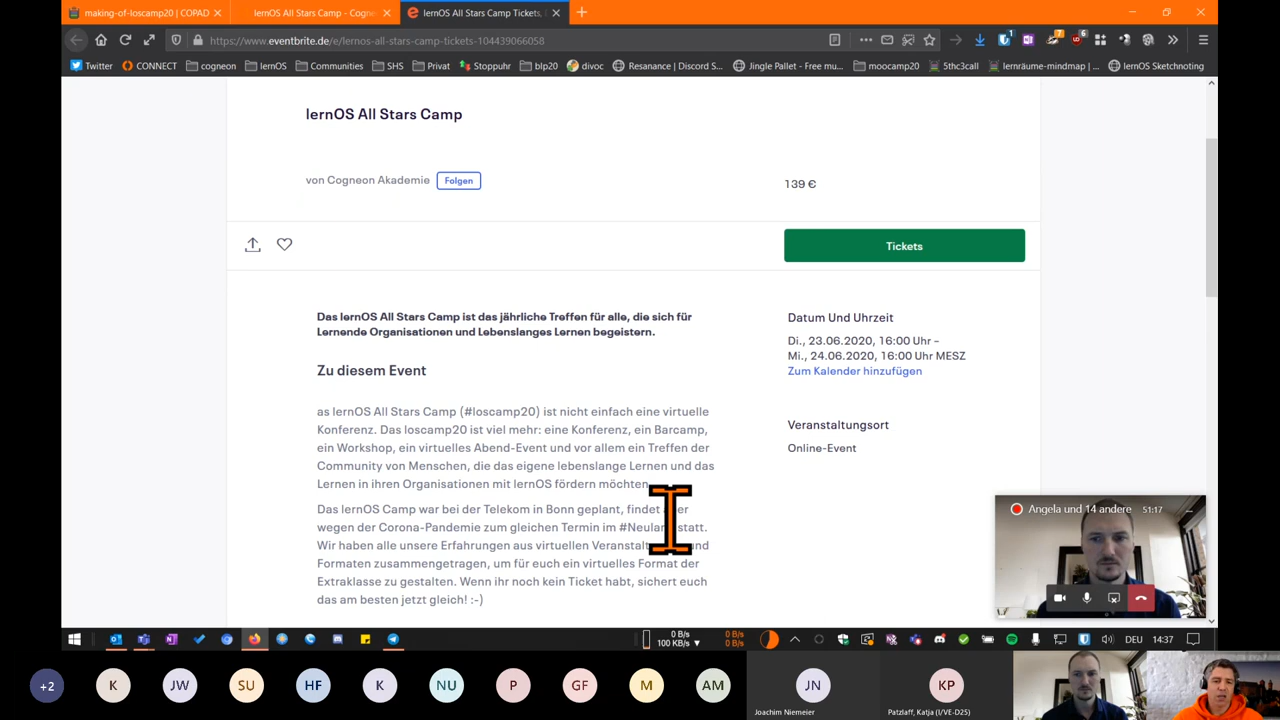 making-of-loscamp20 | COPAD
lernOS All Stars Camp - Cogne
lernOS All Stars Camp Tickets,
https://www.eventbrite.de/e/lernos-all-stars-camp-tickets-104439066058
Twitter
CONNECT
cogneon
lernOS
Communities
SHS
Privat
Stoppuhr
blp20
divoc
Resanance | Discord S...
Jingle Pallet - Free mu...
moocamp20
5thc3call
lernräume-mindmap | ...
lernOS Sketchnoting
lernOS All Stars Camp
von Cogneon Akademie
Folgen
139 €
Tickets
Das lernOS All Stars Camp ist das jährliche Treffen für alle, die sich für
Lernende Organisationen und Lebenslanges Lernen begeistern.
Zu diesem Event
as lernOS All Stars Camp (#loscamp20) ist nicht einfach eine virtuelle
Konferenz. Das loscamp20 ist viel mehr: eine Konferenz, ein Barcamp,
ein Workshop, ein virtuelles Abend-Event und vor allem ein Treffen der
Community von Menschen, die das eigene lebenslange Lernen und das
Lernen in ihren Organisationen mit lernOS fördern möchten.
Das lernOS Camp war bei der Telekom in Bonn geplant, findet aber
wegen der Corona-Pandemie zum gleichen Termin im #Neuland statt.
Wir haben alle unsere Erfahrungen aus virtuellen und
Formaten zusammengetragen, um für euch ein virtuelles Format der
Extraklasse zu gestalten. Wenn ihr noch kein Ticket habt, sichert euch
das am besten jetzt gleich! :-)
Datum Und Uhrzeit
Di., 23.06.2020, 16:00 Uhr –
Mi., 24.06.2020, 16:00 Uhr MESZ
Zum Kalender hinzufügen
Veranstaltungsort
Online-Event
Angela und 14 andere
51:17
0 B/s
100 KB/s
0 B/s
0 B/s
DEU
14:37
+2
K
JW
SU
HF
K
NU
P
GF
M
AM
JN
KP
Joachim Niemeier
Patzlaff, Katja (I/VE-D25)